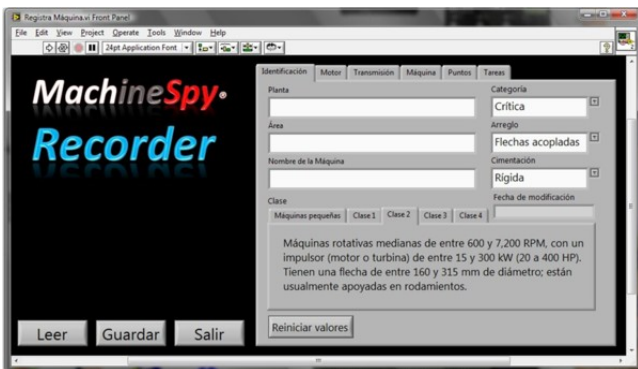 Registra Máquina.vi Front Panel
File Edit View Project Operate Tools Window Help
24pt Application Font
MachineSpy®
Recorder
Identificación Motor Transmisión Máquina Puntos Tareas
Planta
Categoría
Crítica
Área
Arreglo
Flechas acopladas
Nombre de la Máquina
Cimentación
Rígida
Clase
Fecha de modificación
Máquinas pequeñas Clase 1 Clase 2 Clase 3 Clase 4
Máquinas rotativas medianas de entre 600 y 7,200 RPM, con un
impulsor (motor o turbina) de entre 15 y 300 kW (20 a 400 HP).
Tienen una flecha de entre 160 y 315 mm de diámetro; están
usualmente apoyadas en rodamientos.
Leer Guardar Salir
Reiniciar valores